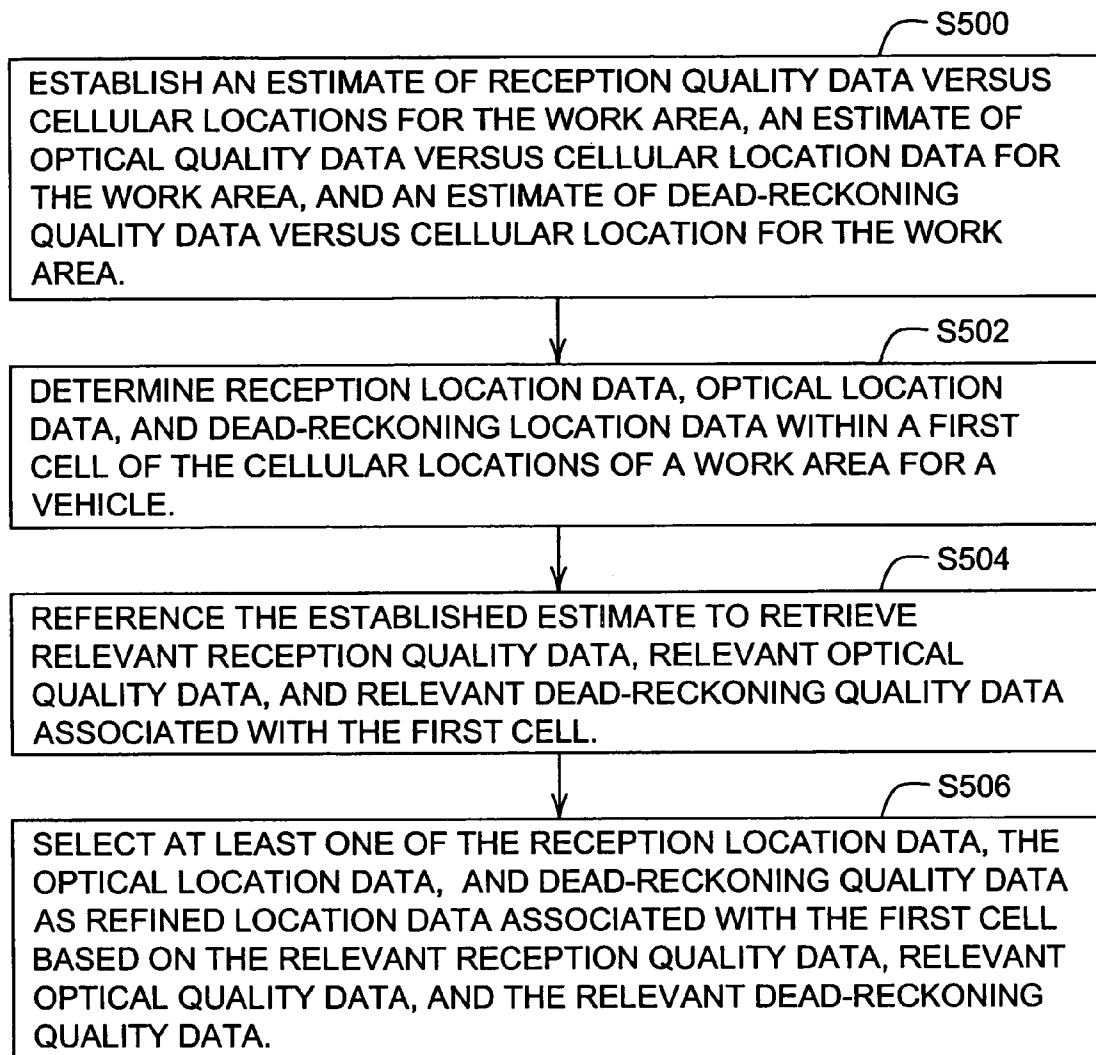 S500
ESTABLISH AN ESTIMATE OF RECEPTION QUALITY DATA VERSUS
CELLULAR LOCATIONS FOR THE WORK AREA, AN ESTIMATE OF
OPTICAL QUALITY DATA VERSUS CELLULAR LOCATION DATA FOR
THE WORK AREA, AND AN ESTIMATE OF DEAD-RECKONING
QUALITY DATA VERSUS CELLULAR LOCATION FOR THE WORK
AREA.
S502
DETERMINE RECEPTION LOCATION DATA, OPTICAL LOCATION
DATA, AND DEAD-RECKONING LOCATION DATA WITHIN A FIRST
CELL OF THE CELLULAR LOCATIONS OF A WORK AREA FOR A
VEHICLE.
S504
REFERENCE THE ESTABLISHED ESTIMATE TO RETRIEVE
RELEVANT RECEPTION QUALITY DATA, RELEVANT OPTICAL
QUALITY DATA, AND RELEVANT DEAD-RECKONING QUALITY DATA
ASSOCIATED WITH THE FIRST CELL.
S506
SELECT AT LEAST ONE OF THE RECEPTION LOCATION DATA, THE
OPTICAL LOCATION DATA, AND DEAD-RECKONING QUALITY DATA
AS REFINED LOCATION DATA ASSOCIATED WITH THE FIRST CELL
BASED ON THE RELEVANT RECEPTION QUALITY DATA, RELEVANT
OPTICAL QUALITY DATA, AND THE RELEVANT DEAD-RECKONING
QUALITY DATA.